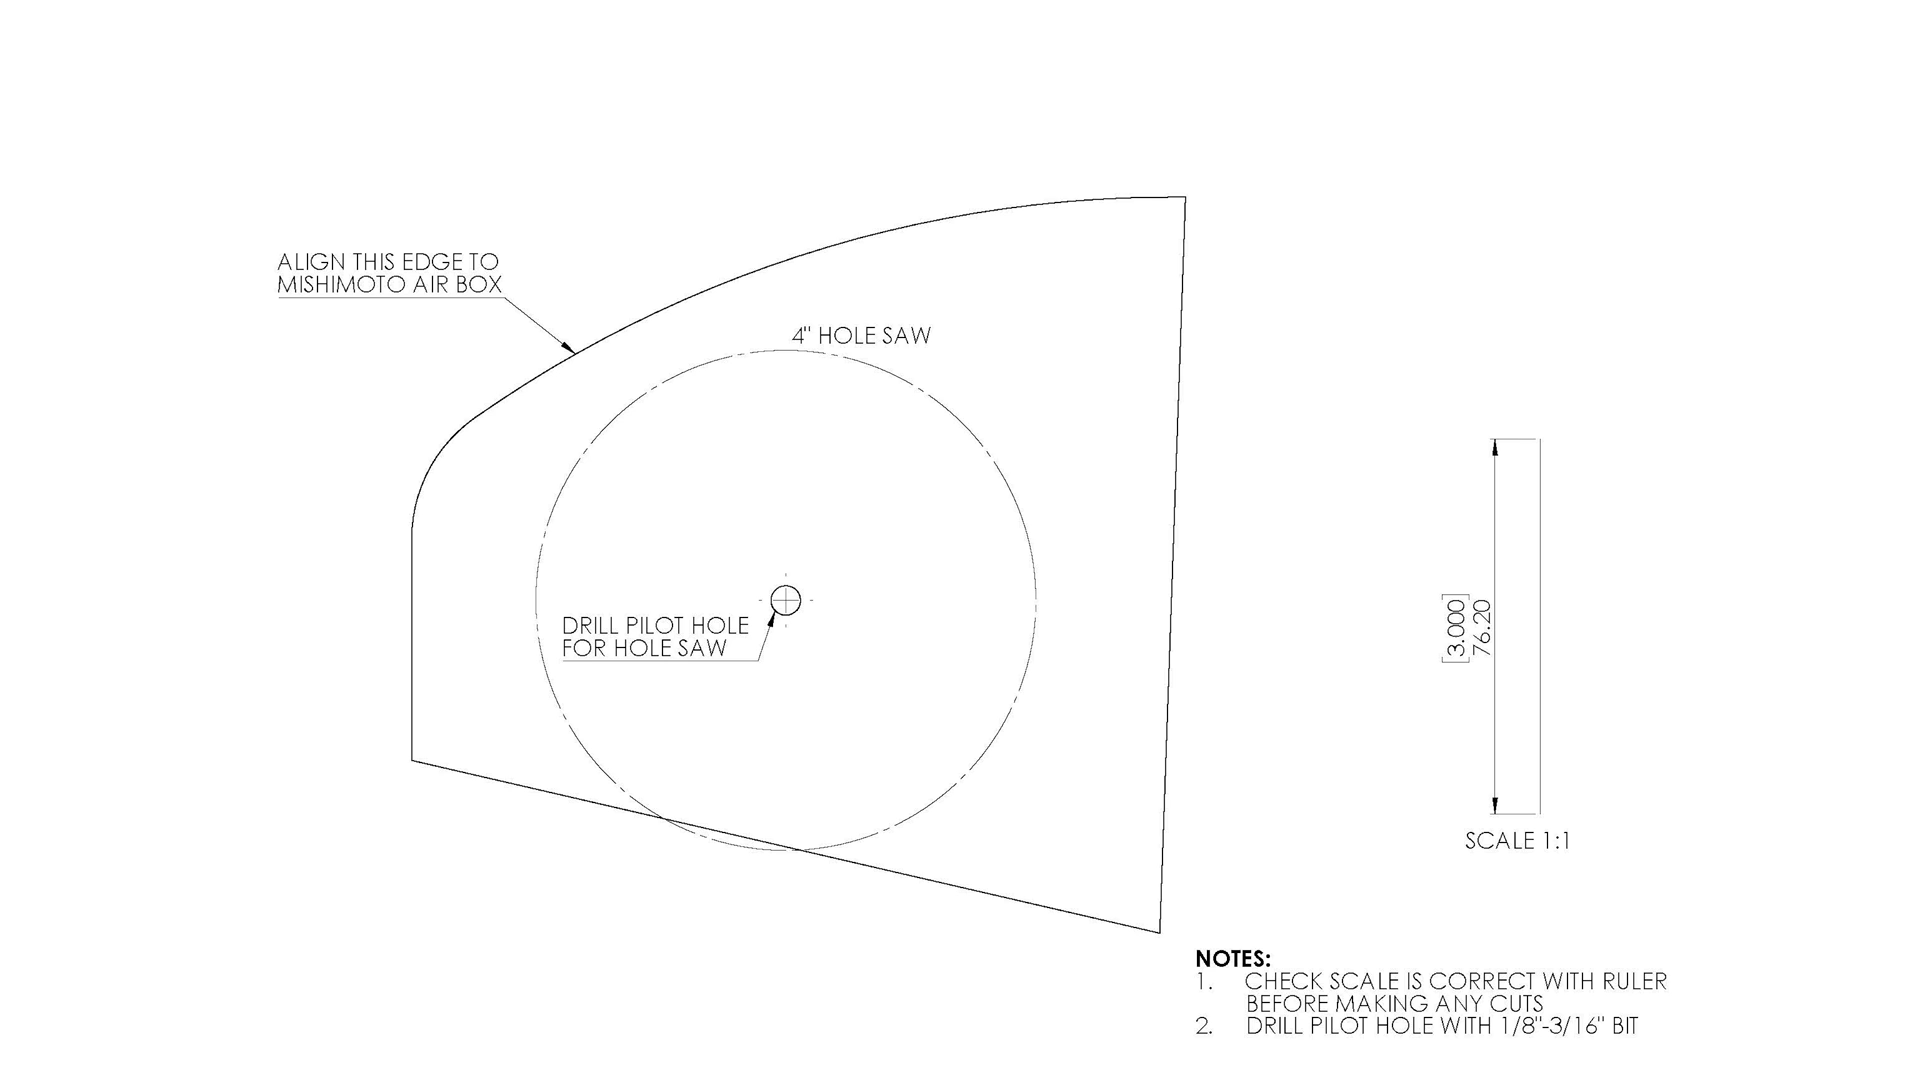 ALIGN THIS EDGE TO
MISHIMOTO AIR BOX
4" HOLE SAW
DRILL PILOT HOLE
FOR HOLE SAW
[3.000]
76.20
SCALE 1:1
NOTES:
1. CHECK SCALE IS CORRECT WITH RULER
BEFORE MAKING ANY CUTS
2. DRILL PILOT HOLE WITH 1/8"-3/16" BIT